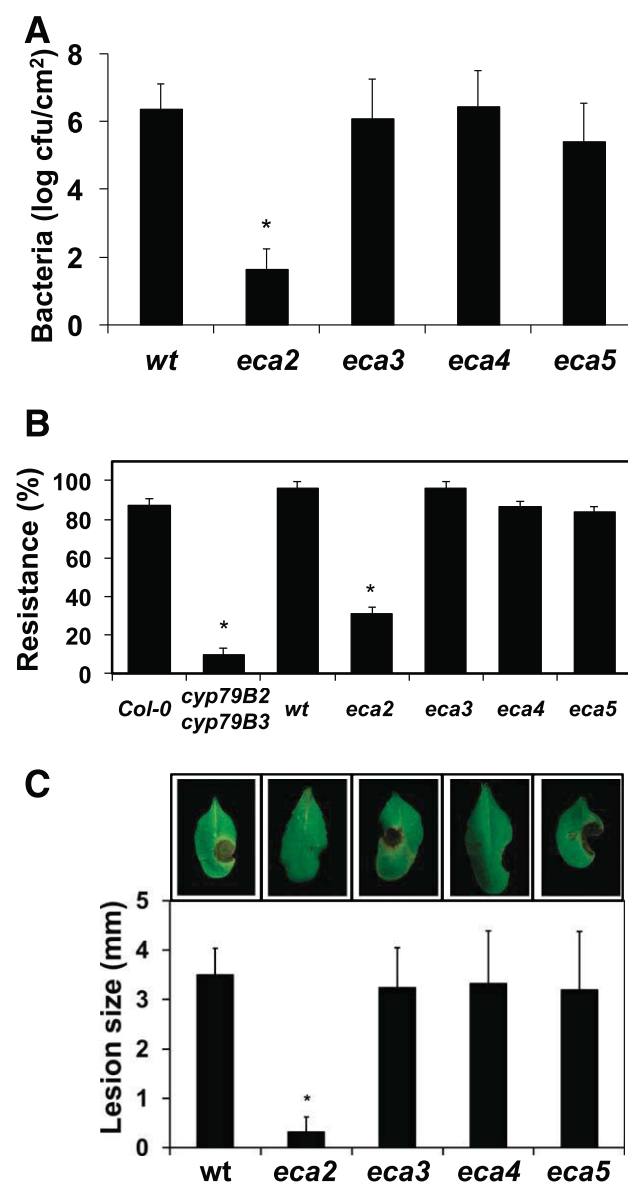 A
Bacteria (log cfu/cm²)
8
6
4
2
0
*
wt eca2 eca3 eca4 eca5
B
Resistance (%)
100
80
60
40
20
0
* *
Col-0 cyp79B2 wt eca2 eca3 eca4 eca5
cyp79B3
C
Lesion size (mm)
5
4
3
2
1
0
*
wt eca2 eca3 eca4 eca5